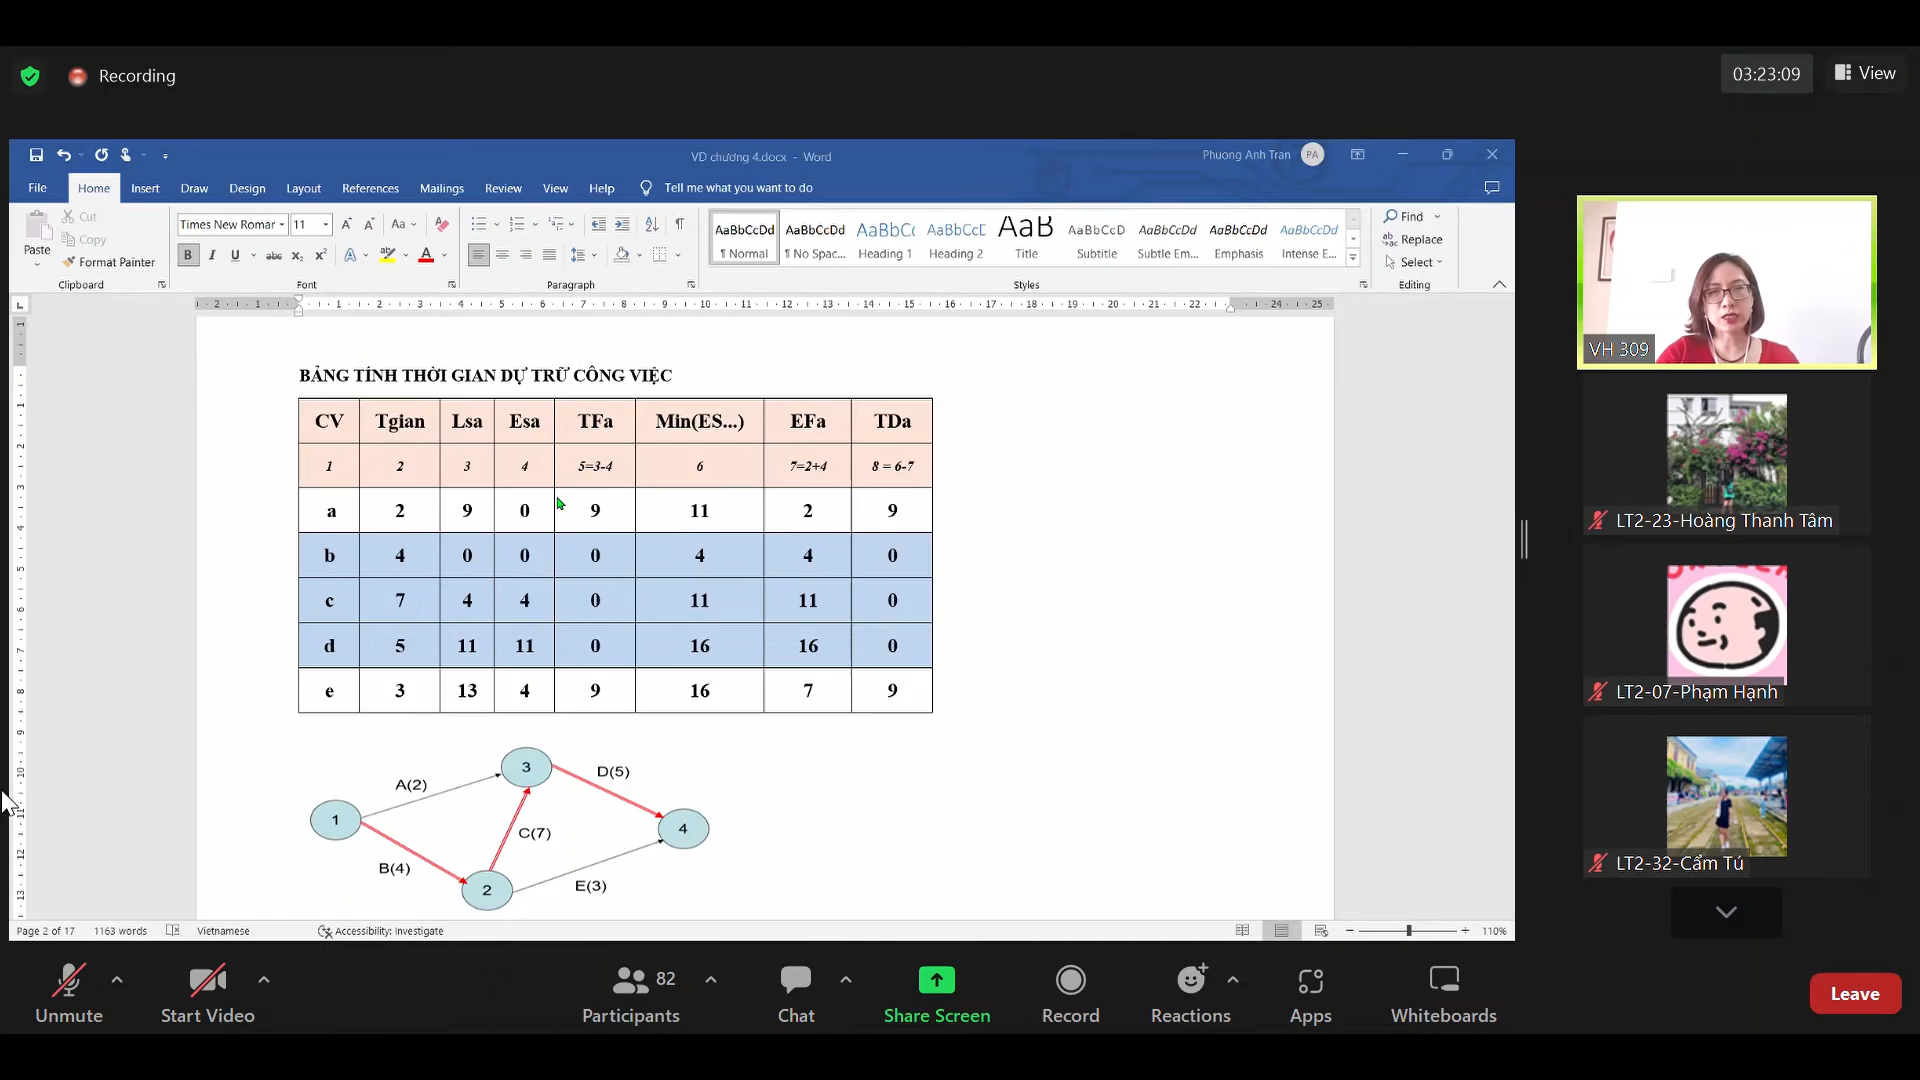 Recording
03:23:09
View
VD chương 4.docx - Word
Phuong Anh Tran
PA
File Home Insert Draw Design Layout References Mailings Review View Help Tell me what you want to do
Paste
Cut
Copy
Format Painter
Clipboard
Times New Romar 11
Font
Paragraph
AaBbCcDd AaBbCcDd AaBbCc AaBbCcE AaB AaBbCcD AaBbCcDd AaBbCcDd AaBbCcDd
¶ Normal ¶ No Spac... Heading 1 Heading 2 Title Subtitle Subtle Em... Emphasis Intense E...
Styles
Find
Replace
Select
Editing
BẢNG TÍNH THỜI GIAN DỰ TRỮ CÔNG VIỆC
CV Tgian Lsa Esa TFa Min(ES...) EFa TDa
1 2 3 4 5=3-4 6 7=2+4 8 = 6-7
a 2 9 0 9 11 2 9
b 4 0 0 0 4 4 0
c 7 4 4 0 11 11 0
d 5 11 11 0 16 16 0
e 3 13 4 9 16 7 9
3
D(5)
A(2)
1
C(7)
4
B(4)
2
E(3)
Page 2 of 17 1163 words Vietnamese Accessibility: Investigate 110%
VH 309
LT2-23-Hoàng Thanh Tâm
LT2-07-Phạm Hạnh
LT2-32-Cẩm Tú
Unmute
Start Video
82
Participants
Chat
Share Screen
Record
Reactions
Apps
Whiteboards
Leave